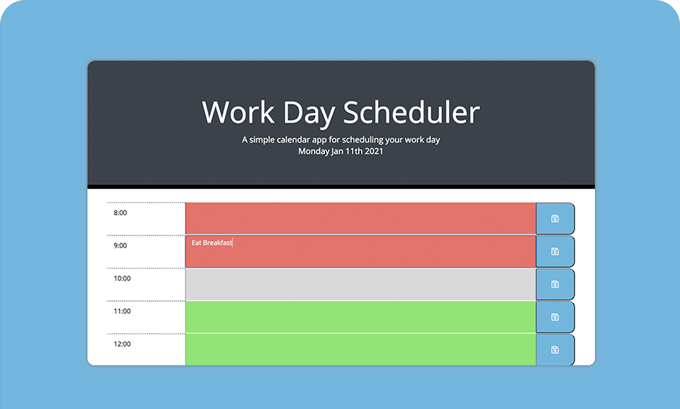 Work Day Scheduler
A simple calendar app for scheduling your work day
Monday Jan 11th 2021
8:00
9:00
Eat Breakfast
10:00
11:00
12:00